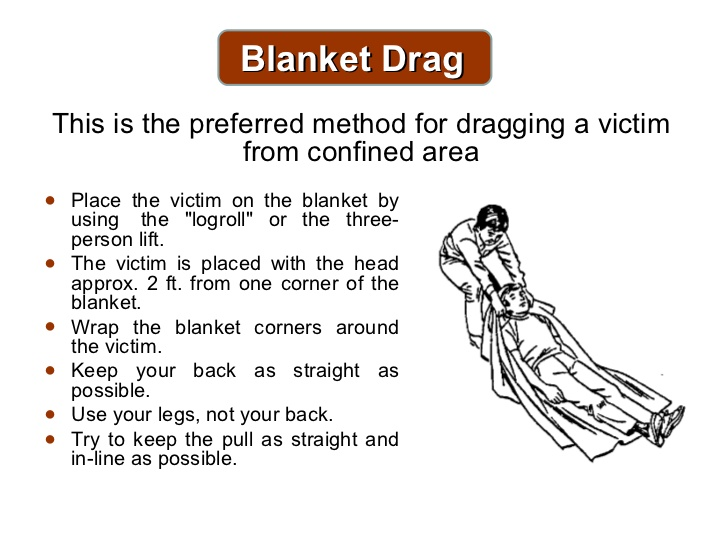 Blanket Drag
This is the preferred method for dragging a victim
from confined area
Place the victim on the blanket by
using the "logroll" or the three-
person lift.
The victim is placed with the head
approx. 2 ft. from one corner of the
blanket.
Wrap the blanket corners around
the victim.
Keep your back as straight as
possible.
Use your legs, not your back.
Try to keep the pull as straight and
in-line as possible.